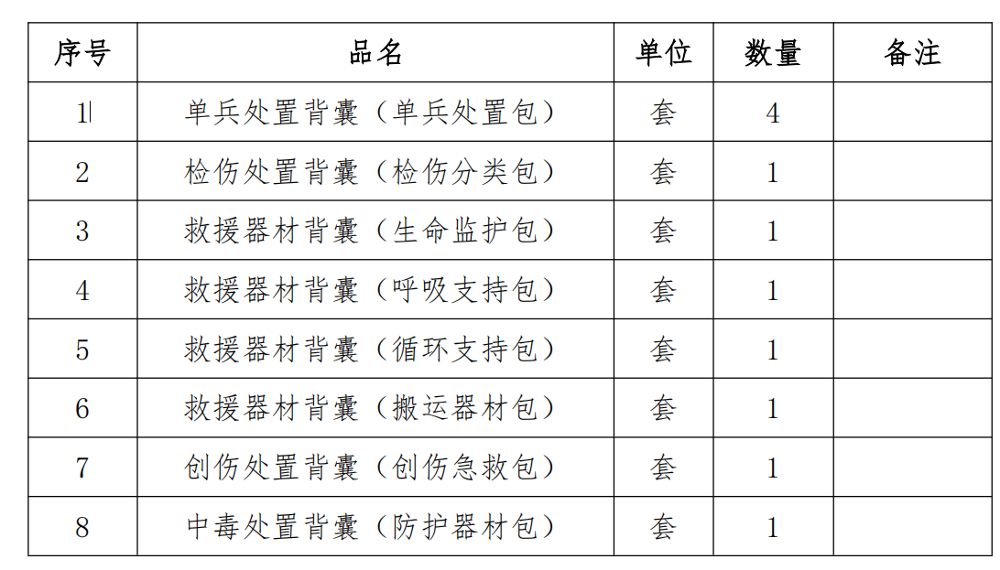 序号 品名 单位 数量 备注
1 单兵处置背囊（单兵处置包） 套 4
2 检伤处置背囊（检伤分类包） 套 1
3 救援器材背囊（生命监护包） 套 1
4 救援器材背囊（呼吸支持包） 套 1
5 救援器材背囊（循环支持包） 套 1
6 救援器材背囊（搬运器材包） 套 1
7 创伤处置背囊（创伤急救包） 套 1
8 中毒处置背囊（防护器材包） 套 1